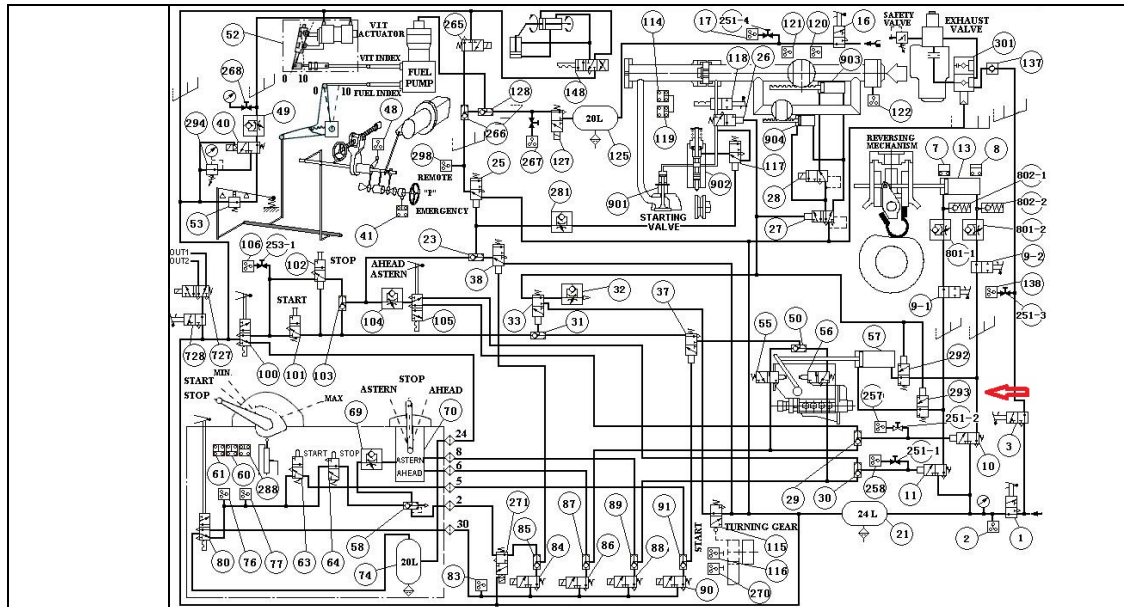 52
VIT
ACTUATOR
265
114
17
251-4
121
120
16
SAFETY
VALVE
EXHAUST
VALVE
301
118
26
903
137
268
0 10
VIT INDEX
FUEL
PUMP
0 10
FUEL INDEX
128
148
49
48
20L
119
122
294
40
266
904
REVERSING
MECHANISM
7
13
8
267
127
125
298
25
117
802-1
REMOTE
"E"
281
902
28
802-2
53
EMERGENCY
901
STARTING
VALVE
27
41
801-1
801-2
106
253-1
102
STOP
23
9-2
OUT1
OUT2
AHEAD
ASTERN
38
138
START
32
37
9-1
251-3
104
33
55
50
56
57
105
31
292
728
727
100
101
103
STOP
MIN.
START
STOP
MAX
ASTERN
AHEAD
293
69
70
257
251-2
24
3
START
STOP
ASTERN
8
251-1
10
AHEAD
6
61
60
288
5
29
30
258
11
271
87
89
91
START
2
85
TURNING GEAR
24 L
30
115
58
84
86
88
21
2
1
80
76
77
63
64
74
20L
83
116
90
270